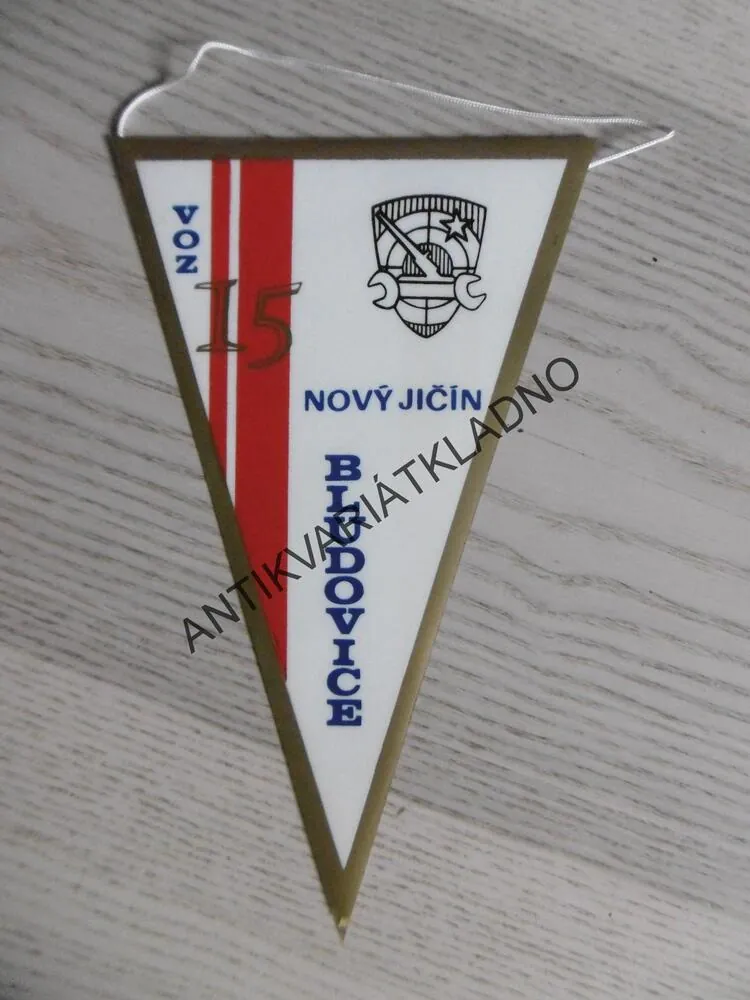 VOZ
15
NOVÝ JIČÍN
BLUDOVICE
ANTIKVARIÁTKLADNO